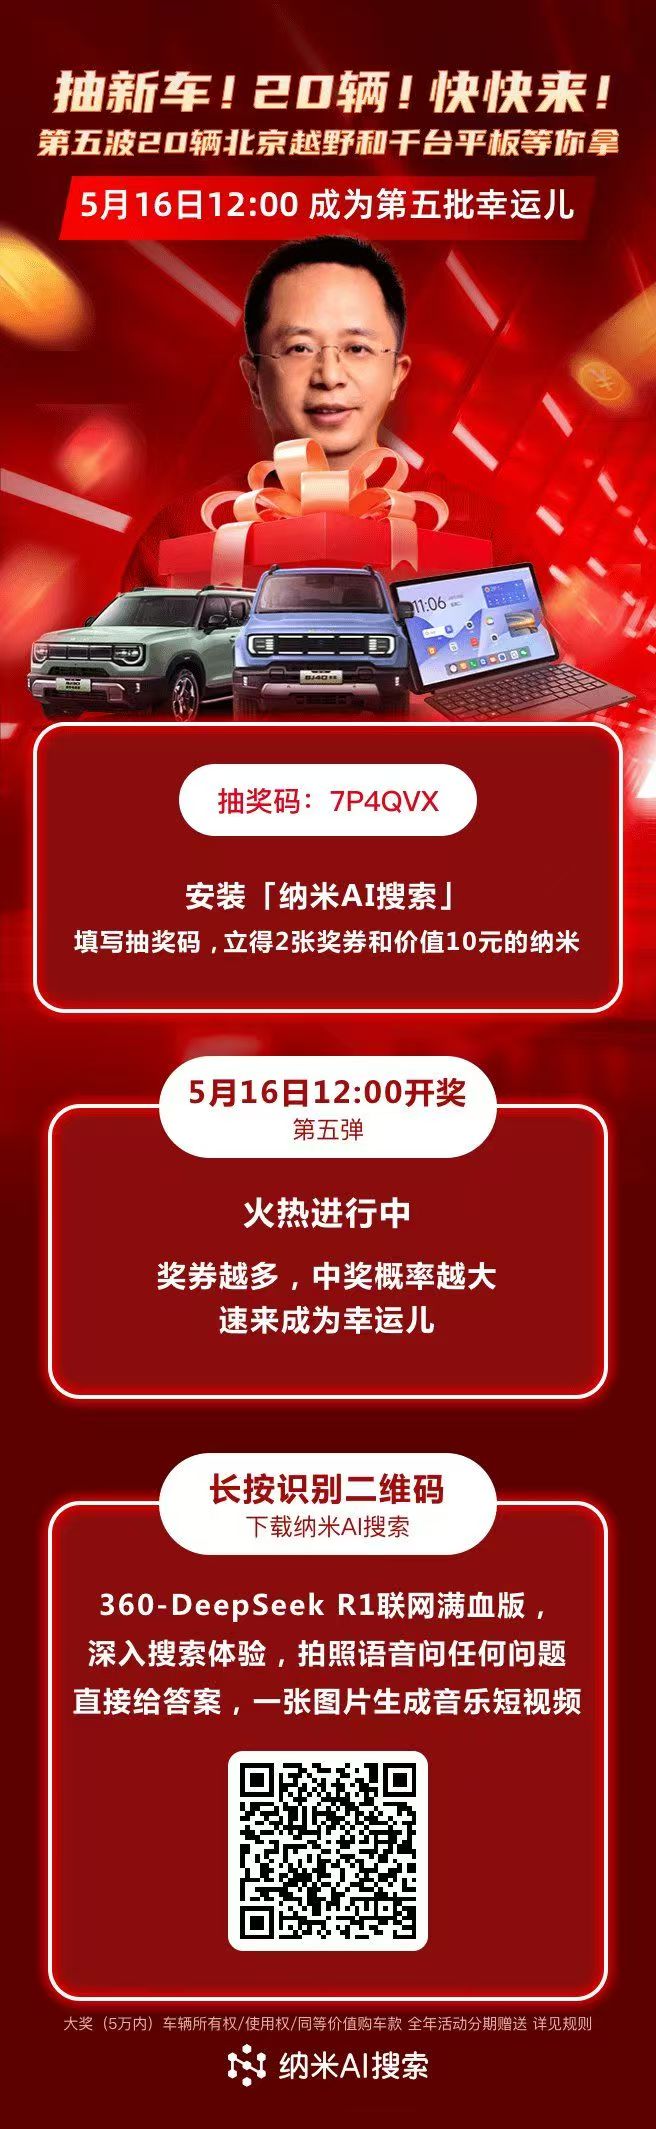 抽新车！20辆！快快来！
第五波20辆北京越野和千台平板等你拿
5月16日12:00 成为第五批幸运儿
11:06
BJ40
抽奖码：7P4QVX
安装「纳米AI搜索」
填写抽奖码，立得2张奖券和价值10元的纳米
5月16日12:00开奖
第五弹
火热进行中
奖券越多，中奖概率越大
速来成为幸运儿
长按识别二维码
下载纳米AI搜索
360-DeepSeek R1联网满血版，
深入搜索体验，拍照语音问任何问题
直接给答案，一张图片生成音乐短视频
大奖（5万内）车辆所有权/使用权/同等价值购车款 全年活动分期赠送 详见规则
纳米AI搜索